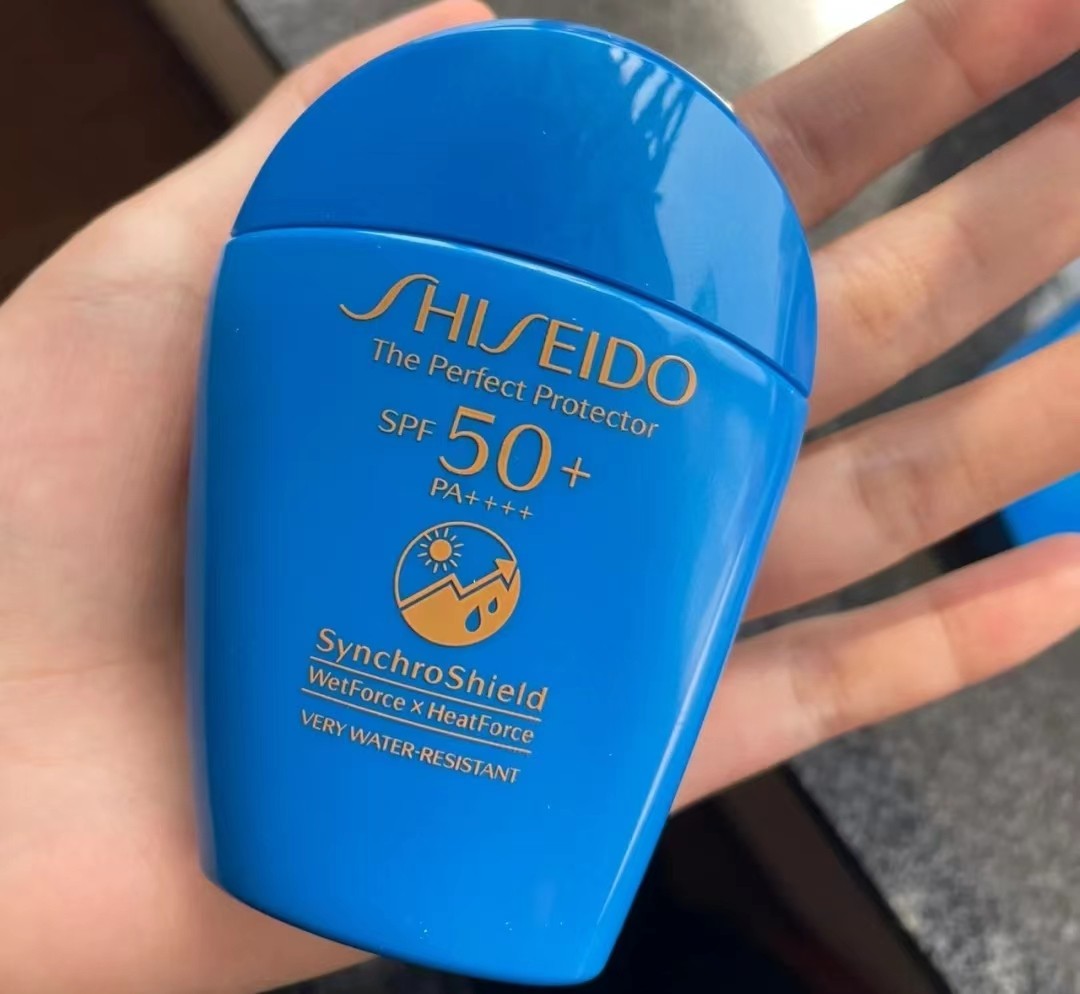 SHISEIDO
The Perfect Protector
SPF 50+
PA++++
SynchroShield
WetForce x HeatForce
VERY WATER-RESISTANT